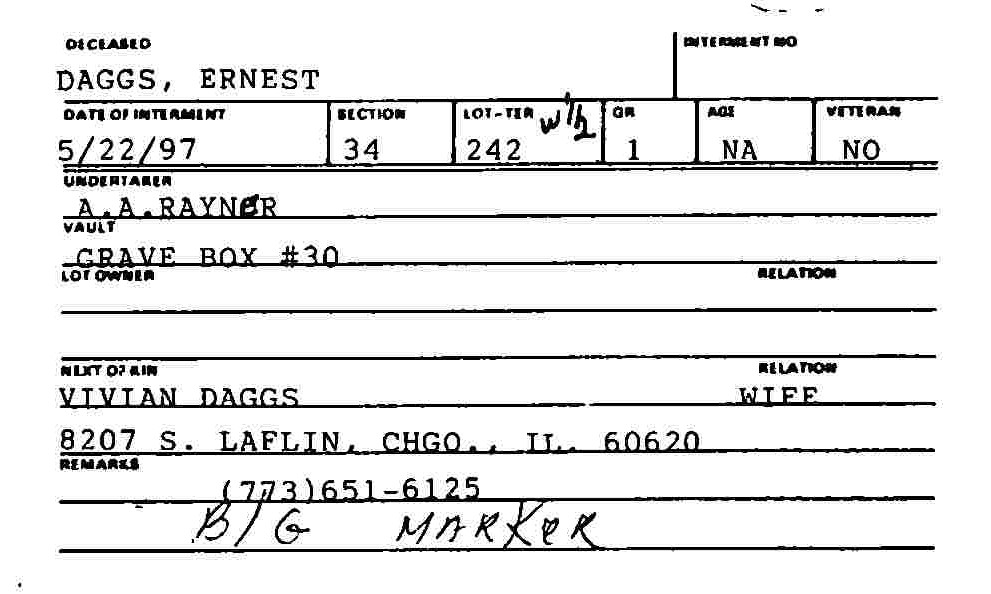 DECEASED INTERMENT NO
DAGGS, ERNEST
DATE OF INTERMENT SECTION LOT-TER w 1/2 GR AGE VETERAN
5/22/97 34 242 1 NA NO
UNDERTAKER
A.A.RAYNER
VAULT
GRAVE BOX #30
LOT OWNER RELATION
NEXT OF KIN RELATION
VIVIAN DAGGS WIFE
8207 S. LAFLIN, CHGO., IL. 60620
REMARKS
(773)651-6125
B/G MARKER